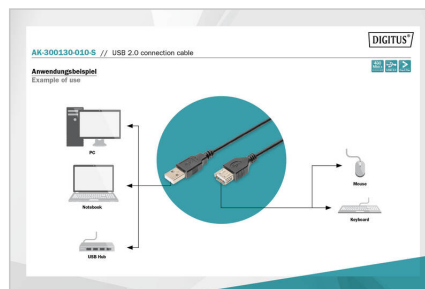 DIGITUS®
AK-300130-010-S // USB 2.0 connection cable
Anwendungsbeispiel
Example of use
PC
Notebook
USB Hub
Mouse
Keyboard